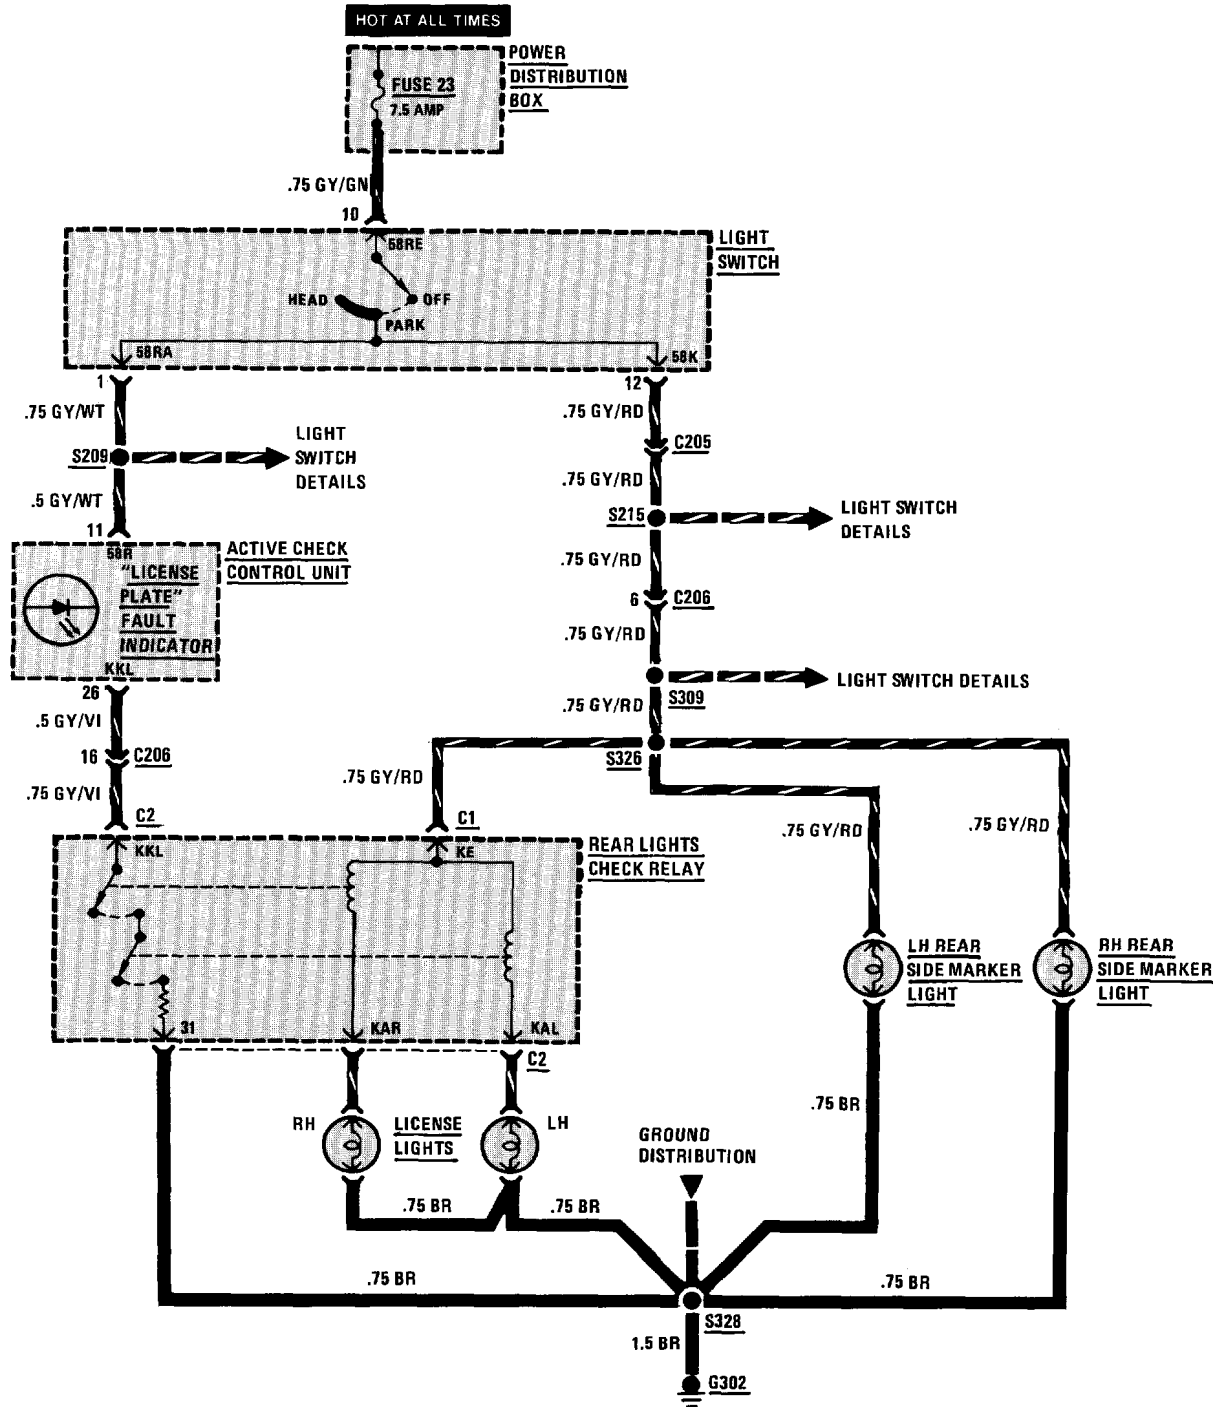 HOT AT ALL TIMES
POWER
DISTRIBUTION
BOX
FUSE 23
7.5 AMP
.75 GY/GN
10
58RE
LIGHT
SWITCH
HEAD
OFF
PARK
58RA
58K
1
12
.75 GY/WT
.75 GY/RD
S209
LIGHT
SWITCH
DETAILS
C205
.75 GY/RD
.5 GY/WT
S215
LIGHT SWITCH
DETAILS
11
58R
ACTIVE CHECK
CONTROL UNIT
"LICENSE
PLATE"
FAULT
INDICATOR
KKL
.75 GY/RD
6
C206
.75 GY/RD
26
S309
LIGHT SWITCH DETAILS
.5 GY/VI
.75 GY/RD
16
C206
S326
.75 GY/VI
.75 GY/RD
C2
C1
.75 GY/RD
.75 GY/RD
KKL
KE
REAR LIGHTS
CHECK RELAY
LH REAR
SIDE MARKER
LIGHT
RH REAR
SIDE MARKER
LIGHT
31
KAR
KAL
C2
RH
LICENSE
LIGHTS
LH
.75 BR
GROUND
DISTRIBUTION
.75 BR
.75 BR
.75 BR
.75 BR
S328
1.5 BR
G302